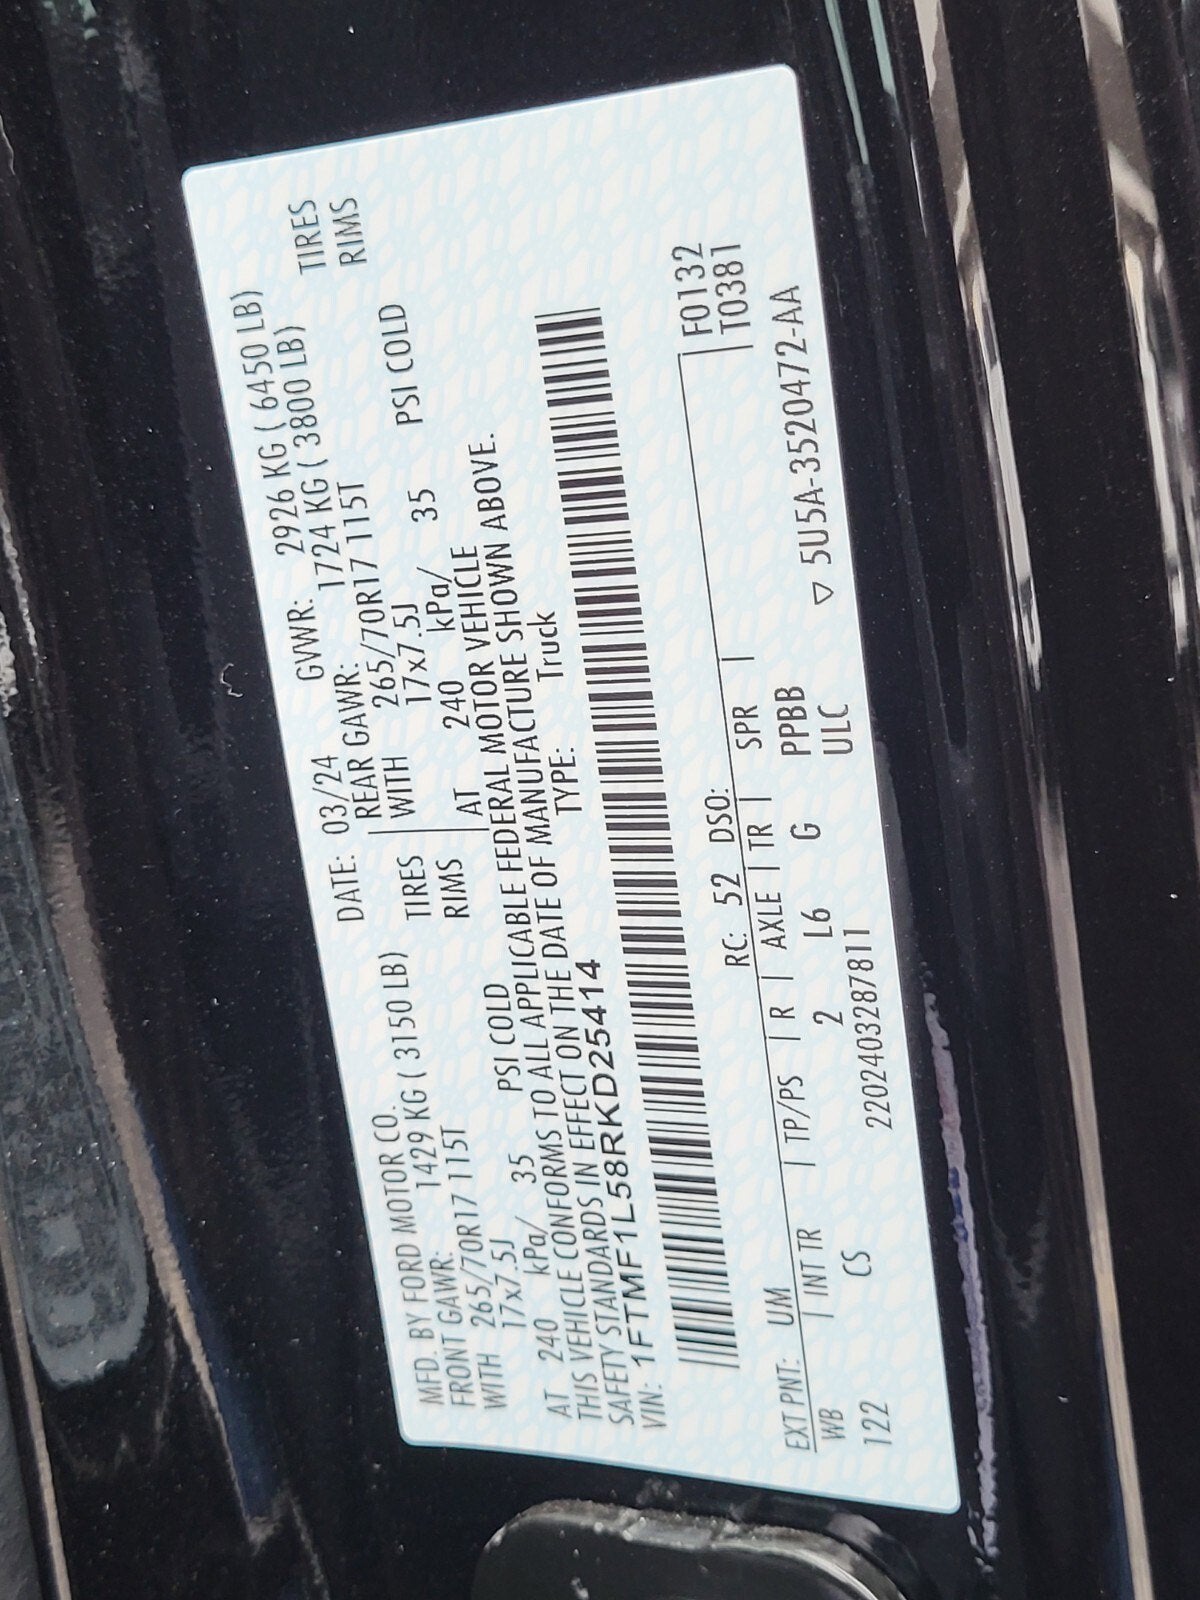 MFD. BY FORD MOTOR CO. DATE: 03/24 GVWR: 2926 KG ( 6450 LB)
FRONT GAWR: 1429 KG ( 3150 LB) REAR GAWR: 1724 KG ( 3800 LB)
WITH 265/70R17 115T TIRES WITH 265/70R17 115T TIRES
17x7.5J RIMS 17x7.5J RIMS
AT 240 kPa/ 35 PSI COLD AT 240 kPa/ 35 PSI COLD
THIS VEHICLE CONFORMS TO ALL APPLICABLE FEDERAL MOTOR VEHICLE
SAFETY STANDARDS IN EFFECT ON THE DATE OF MANUFACTURE SHOWN ABOVE.
VIN: 1FTMF1L58RKD25414 TYPE: Truck
EXT PNT: UM RC: 52 DSO: F0132
WB | INT TR | TP/PS | R | AXLE | TR | SPR | T0381
122 CS 2 L6 G PPBB
2202403287811 ULC ▽ 5U5A-3520472-AA